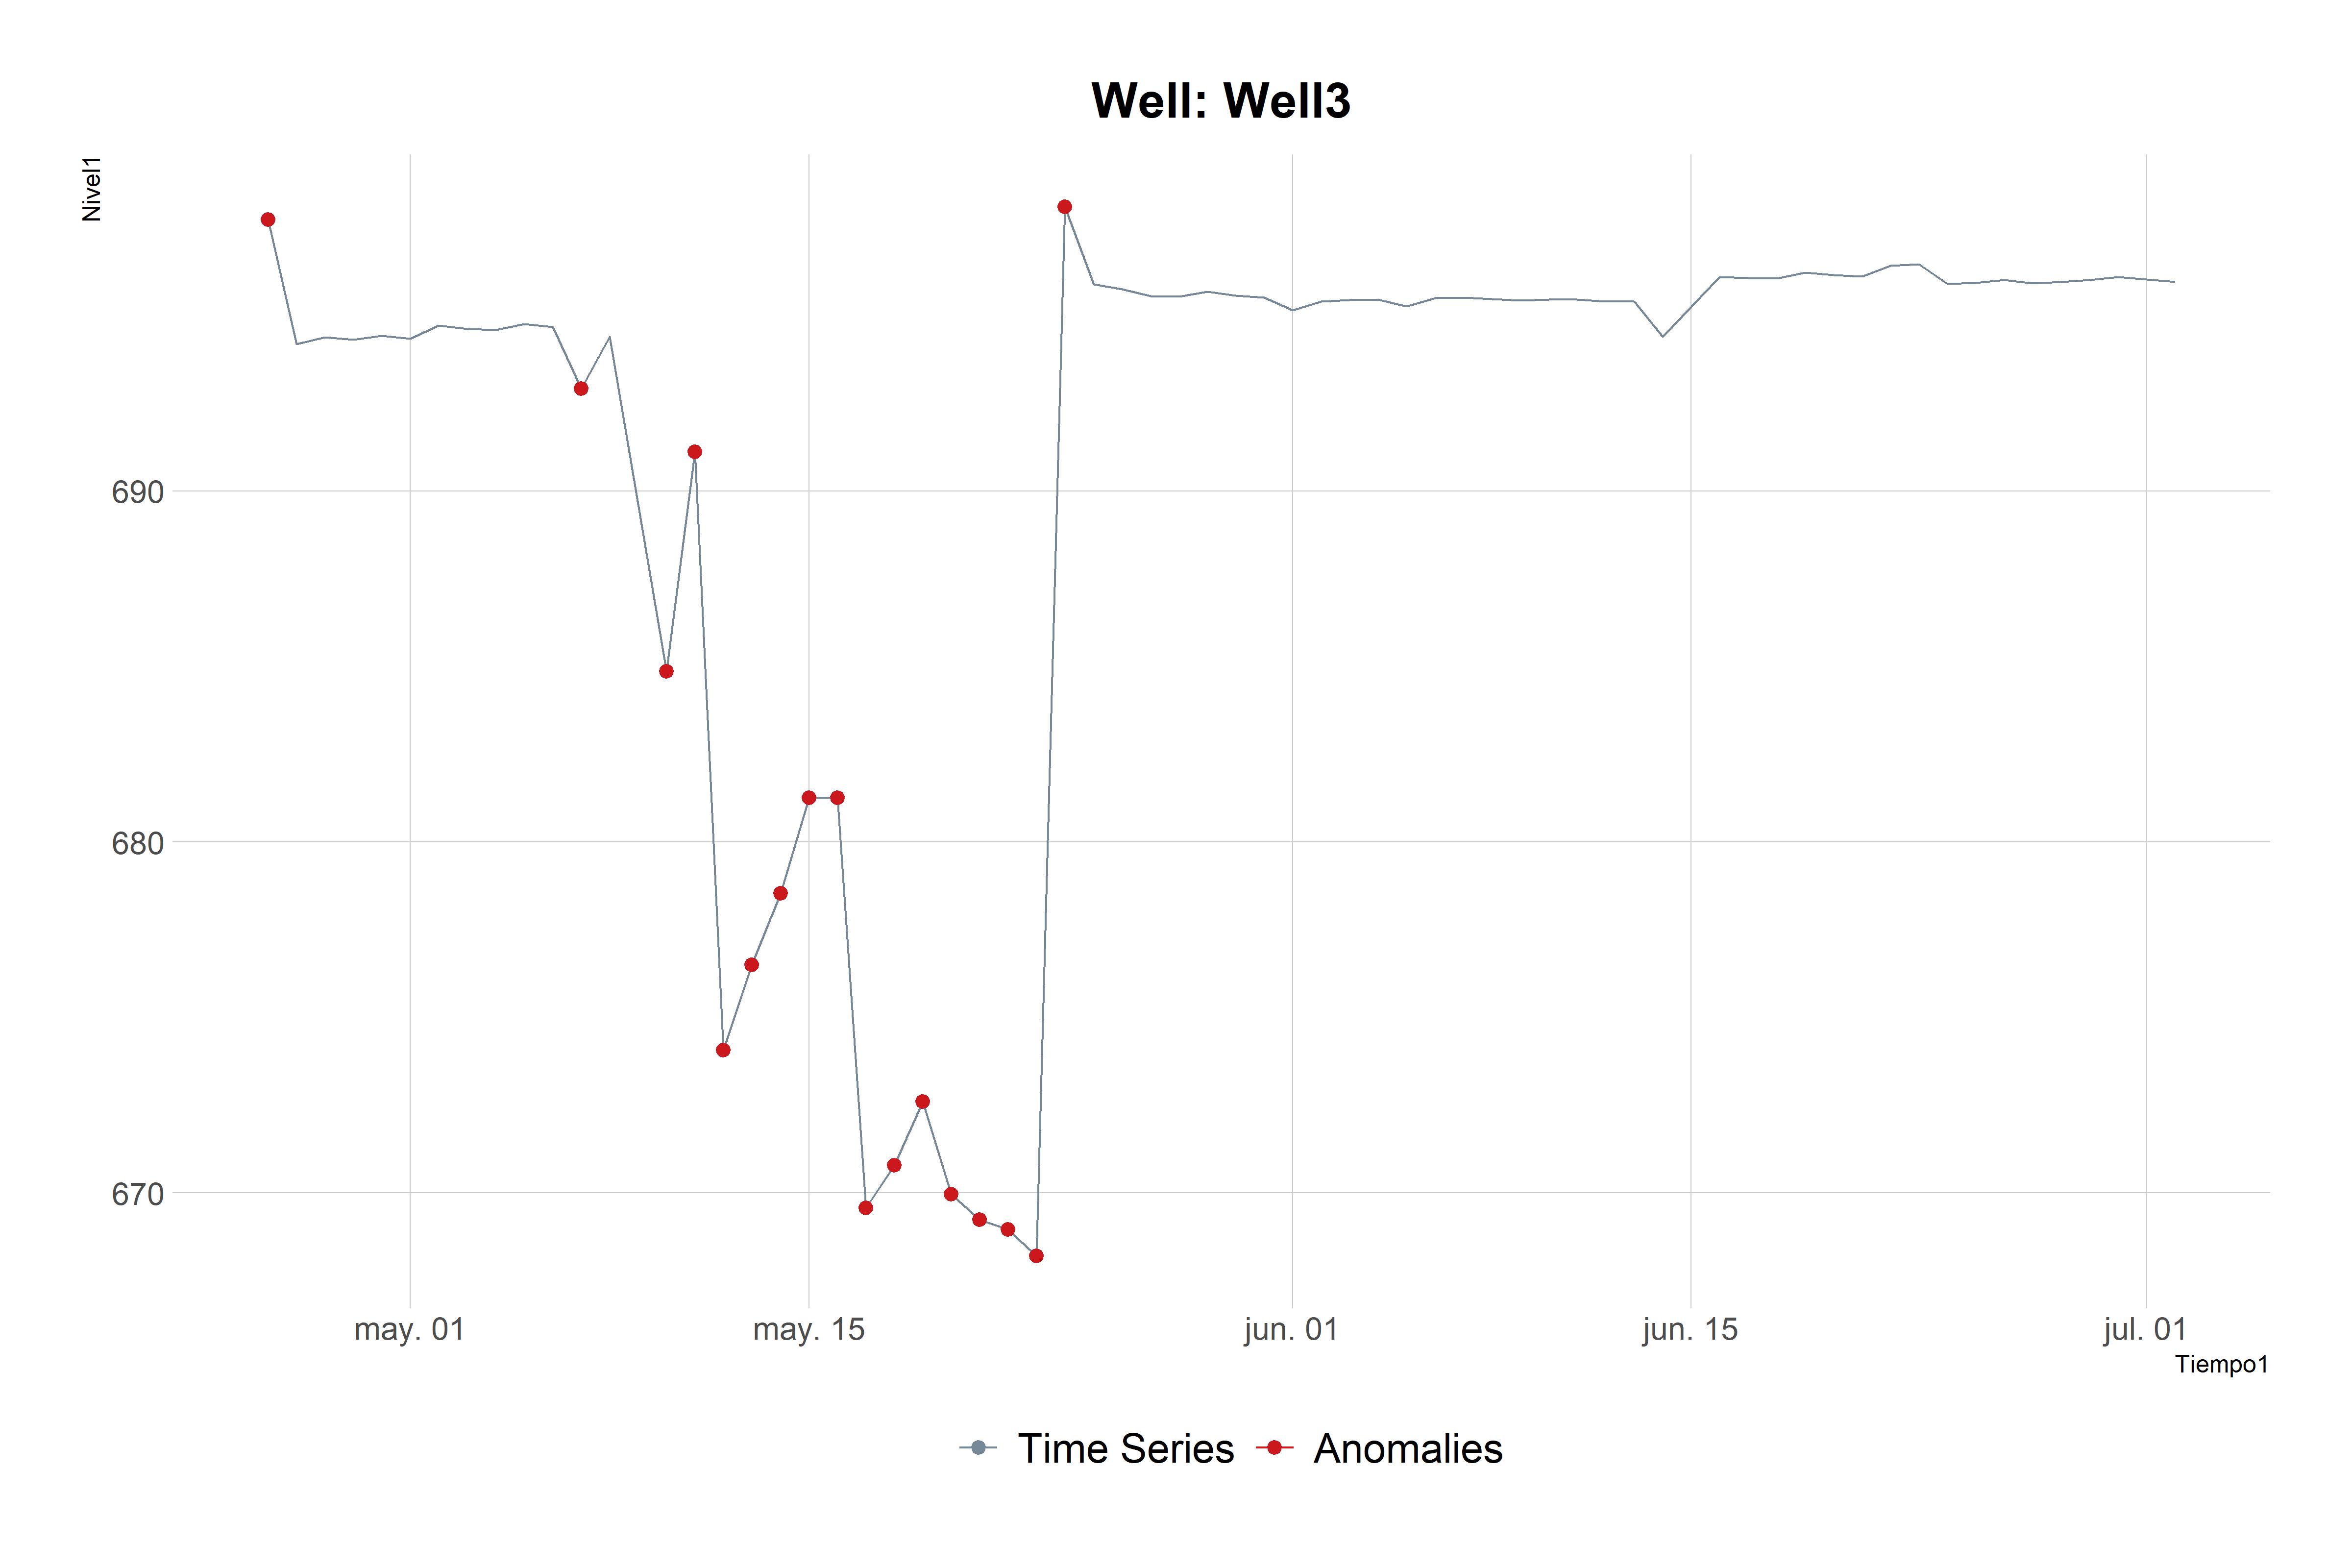 Well: Well3
Nivel1
690
680
670
may. 01 may. 15 jun. 01 jun. 15 jul. 01
Tiempo1
Time Series Anomalies